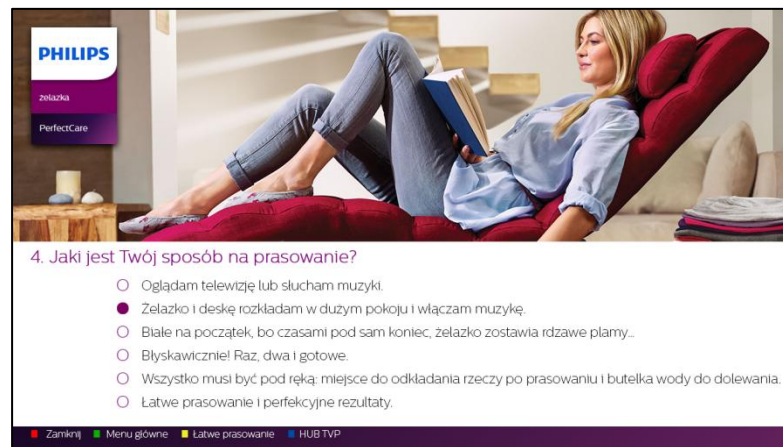 PHILIPS
żelazka
PerfectCare
4. Jaki jest Twój sposób na prasowanie?
Oglądam telewizję lub słucham muzyki.
Żelazko i deskę rozkładam w dużym pokoju i włączam muzykę.
Białe na początek, bo czasami pod sam koniec, żelazko zostawia rdzawe plamy...
Błyskawicznie! Raz, dwa i gotowe.
Wszystko musi być pod ręką: miejsce do odkładania rzeczy po prasowaniu i butelka wody do dolewania.
Łatwe prasowanie i perfekcyjne rezultaty.
Zamknij Menu główne Łatwe prasowanie HUB TVP